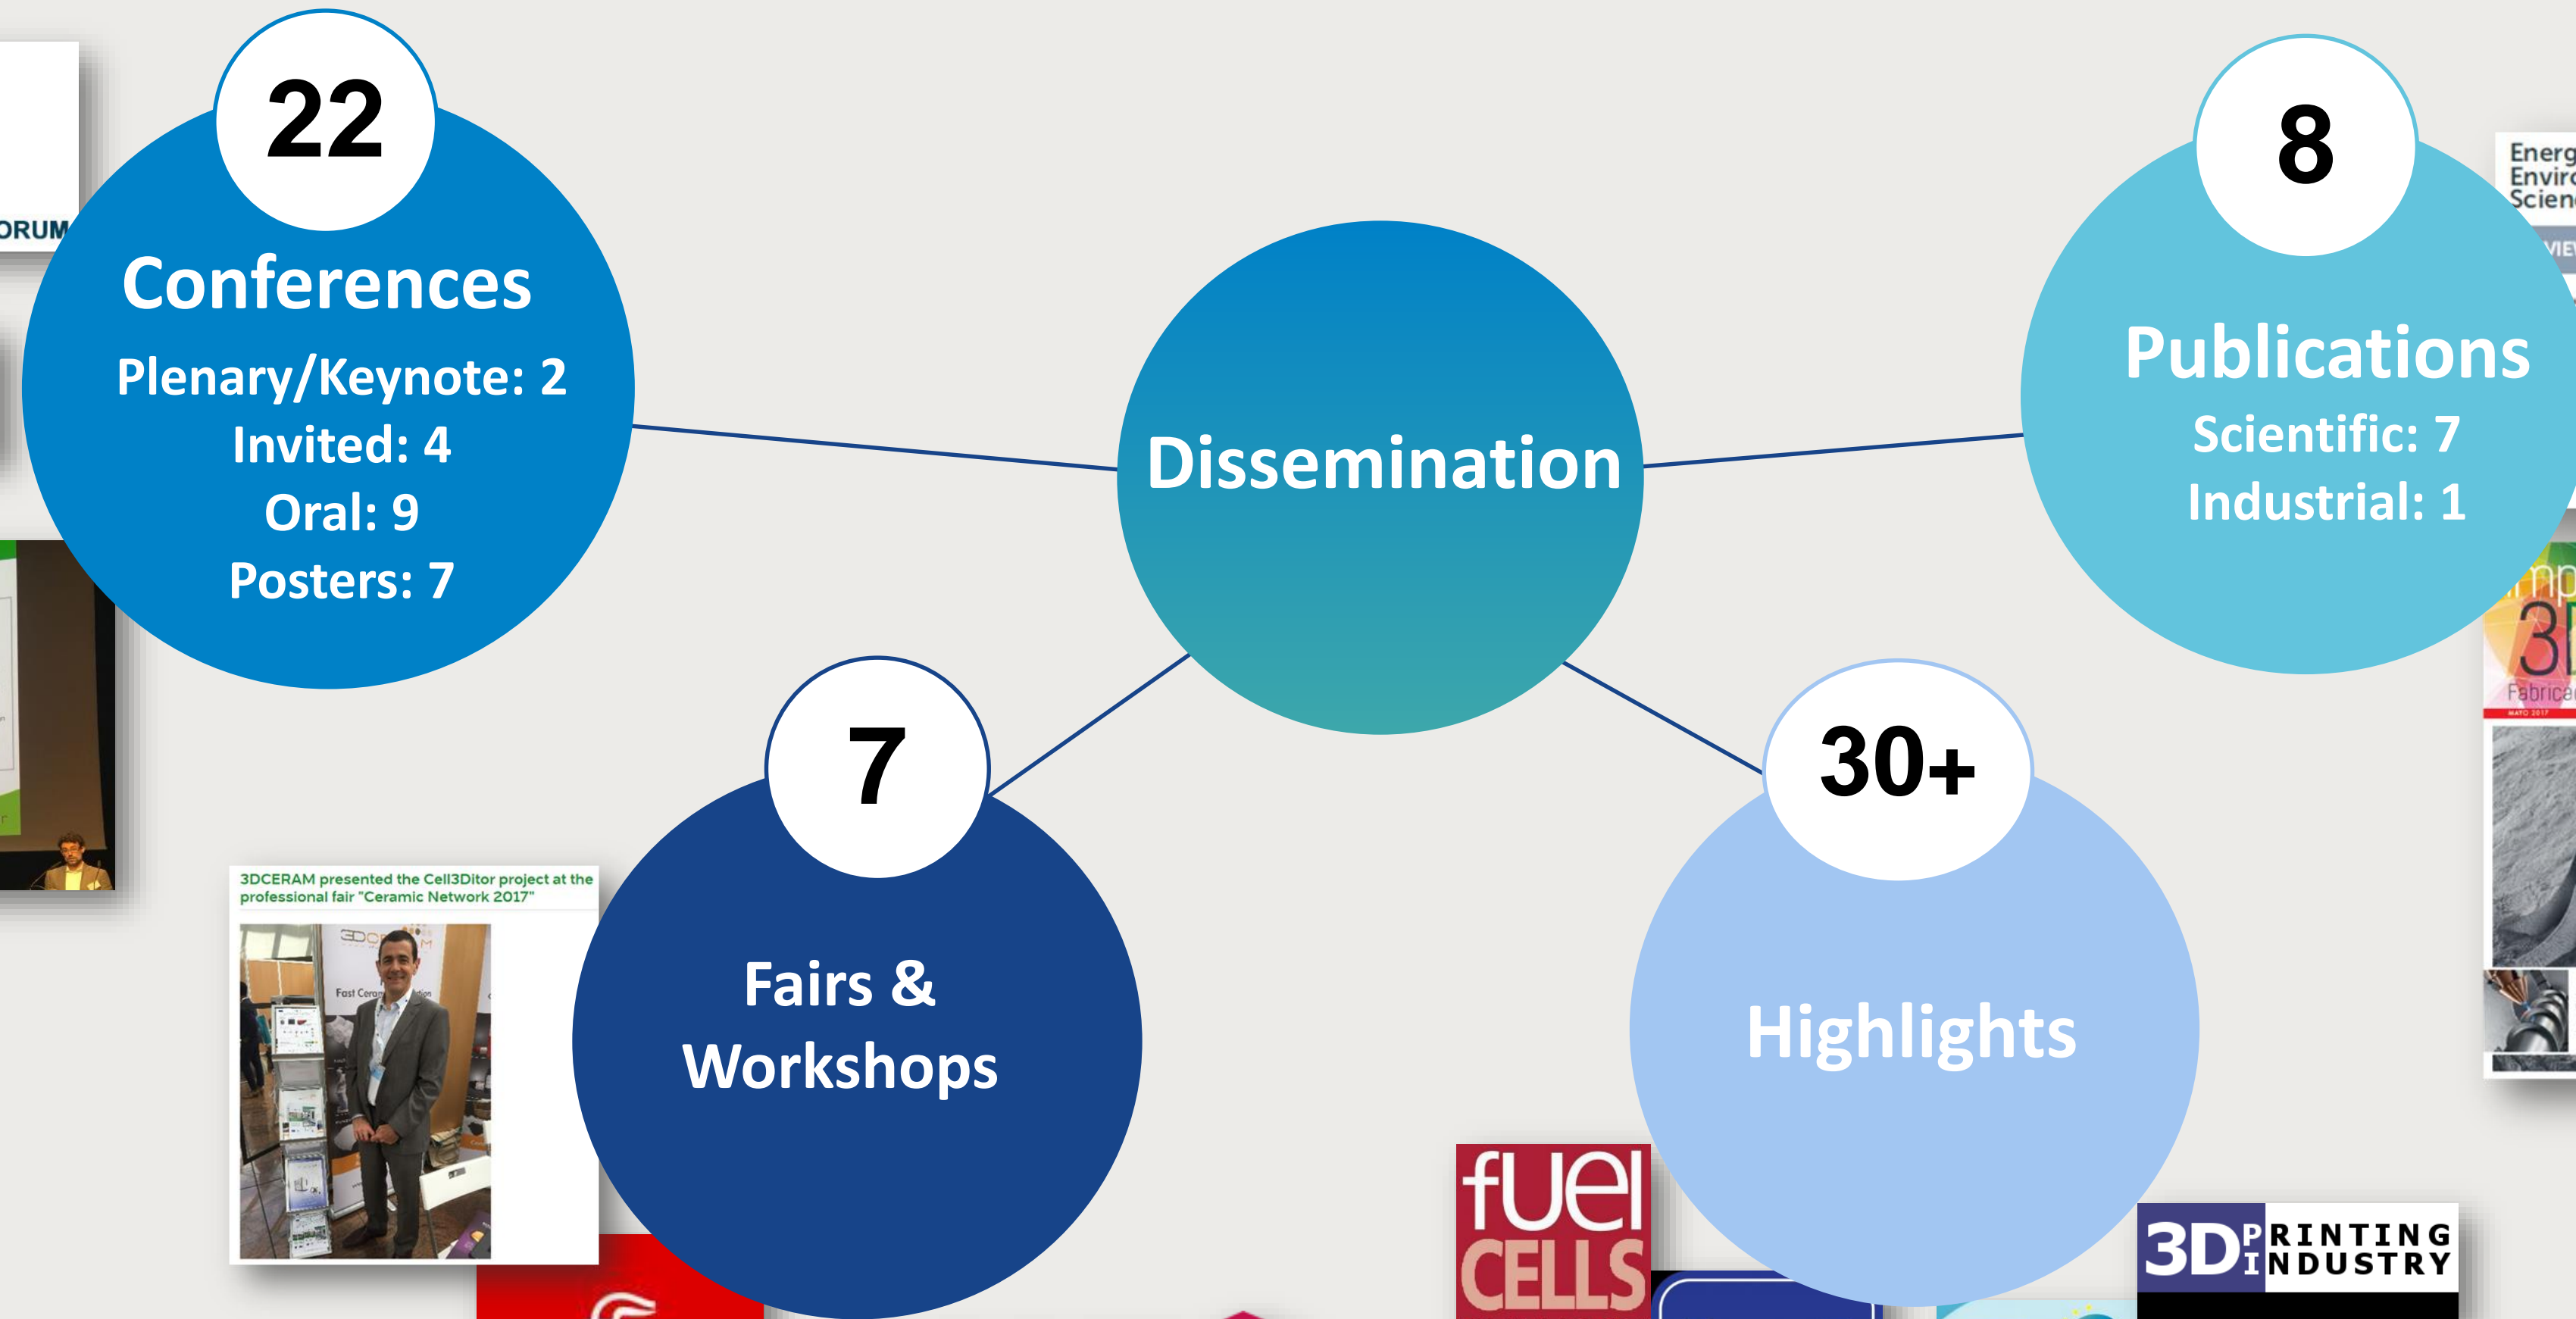 22
Conferences
Plenary/Keynote: 2
Invited: 4
Oral: 9
Posters: 7
Dissemination
8
Publications
Scientific: 7
Industrial: 1
7
Fairs &
Workshops
30+
Highlights
3DCERAM presented the Cell3Ditor project at the
professional fair "Ceramic Network 2017"
fuel
CELLS
3D PRINTING
INDUSTRY
MAYO 2017